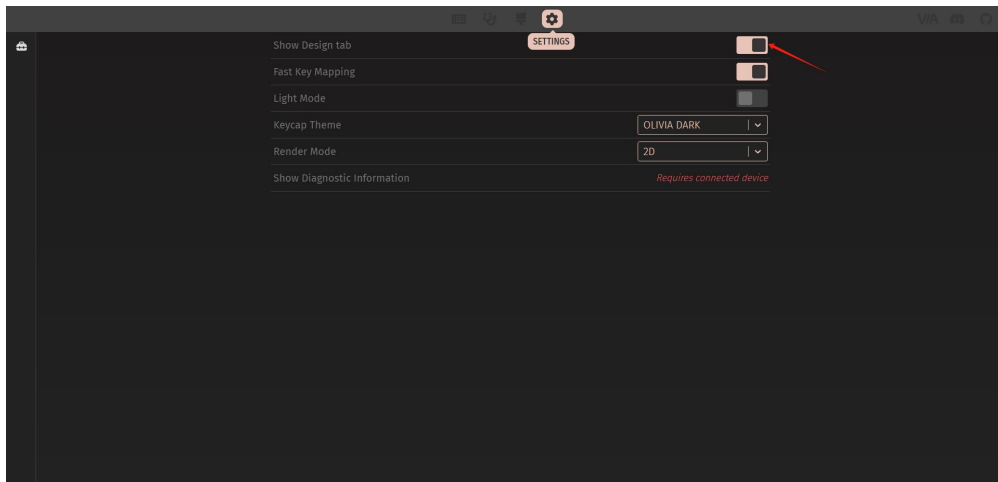 VIA
SETTINGS
Show Design tab
Fast Key Mapping
Light Mode
Keycap Theme
OLIVIA DARK
Render Mode
2D
Show Diagnostic Information
Requires connected device